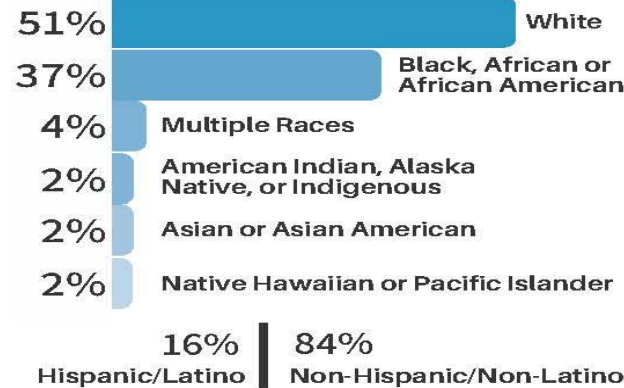 51% White
37% Black, African or
African American
4% Multiple Races
2% American Indian, Alaska
Native, or Indigenous
2% Asian or Asian American
2% Native Hawaiian or Pacific Islander
16% 84%
Hispanic/Latino Non-Hispanic/Non-Latino